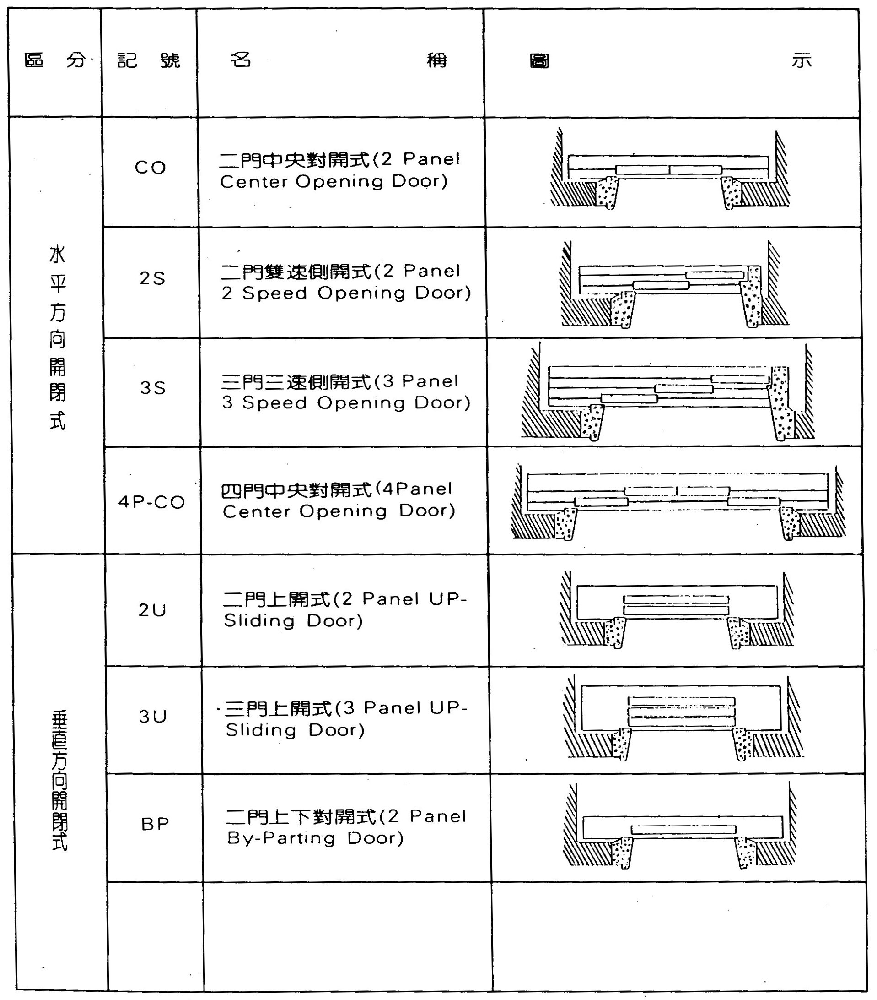 區分 記號 名稱 圖示
水平方向開閉式
CO
二門中央對開式(2 Panel
Center Opening Door)
2S
二門雙速側開式(2 Panel
2 Speed Opening Door)
3S
三門三速側開式(3 Panel
3 Speed Opening Door)
4P-CO
四門中央對開式(4Panel
Center Opening Door)
垂直方向開閉式
2U
二門上開式(2 Panel UP-
Sliding Door)
3U
三門上開式(3 Panel UP-
Sliding Door)
BP
二門上下對開式(2 Panel
By-Parting Door)